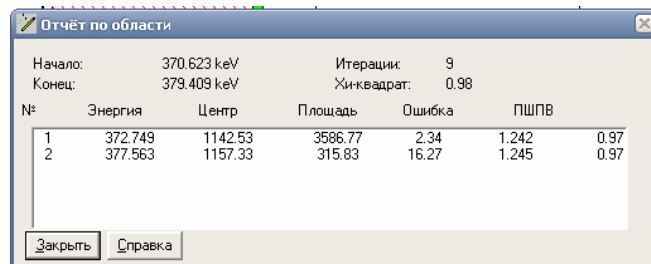 Отчёт по области
Начало: 370.623 keV Итерации: 9
Конец: 379.409 keV Хи-квадрат: 0.98
№ Энергия Центр Площадь Ошибка ПШПВ
1 372.749 1142.53 3586.77 2.34 1.242 0.97
2 377.563 1157.33 315.83 16.27 1.245 0.97
Закрыть Справка